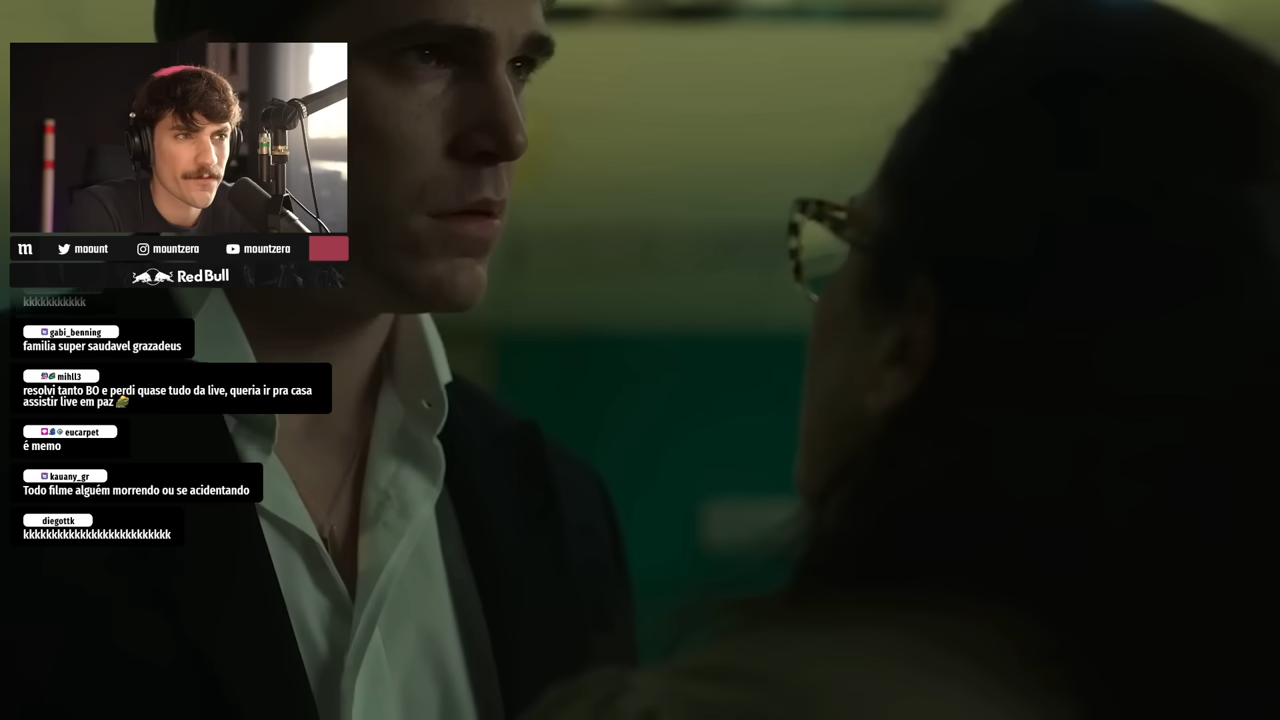 m moount mountzera mountzera
Red Bull
kkkkkkkkkkk
gabi_benning
familia super saudavel grazadeus
mihll3
resolvi tanto BO e perdi quase tudo da live, queria ir pra casa
assistir live em paz
eucarpet
é memo
kauany_gr
Todo filme alguém morrendo ou se acidentando
diegottk
kkkkkkkkkkkkkkkkkkkkkkkkkk